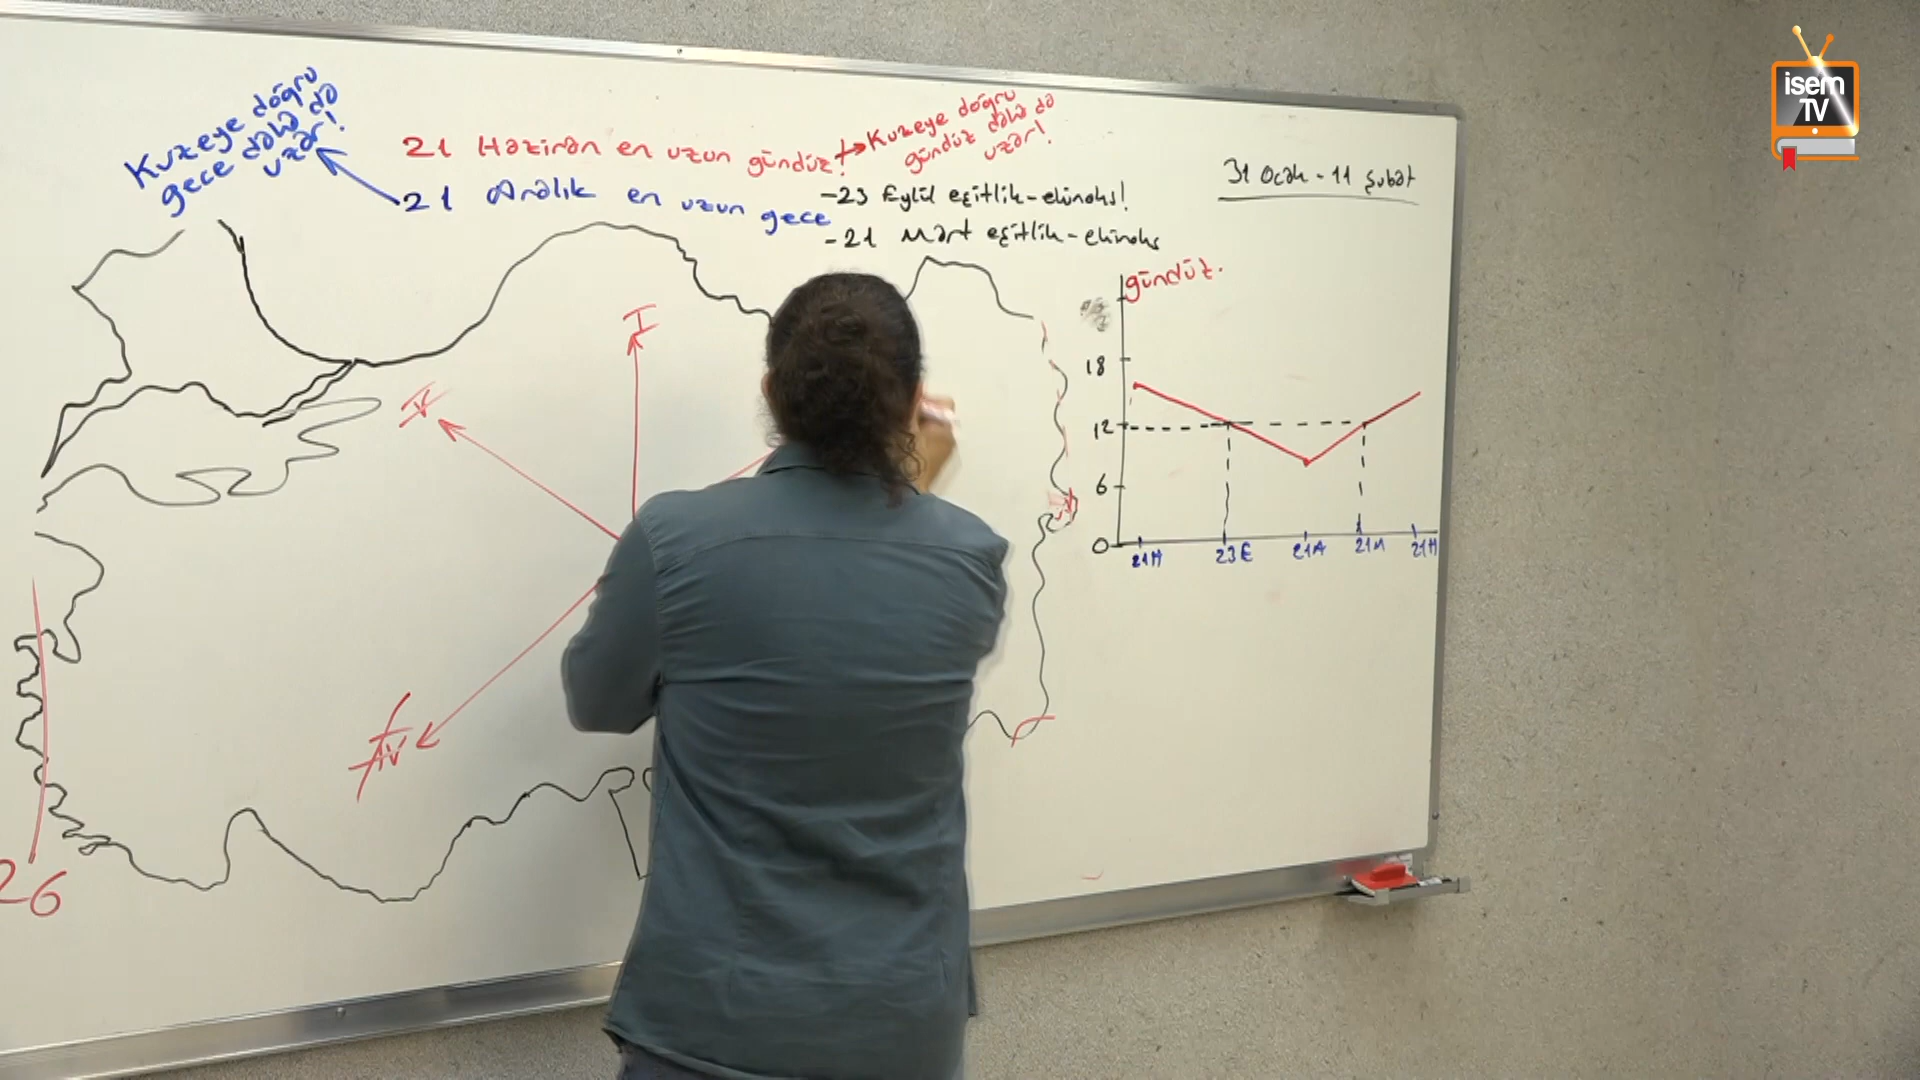 Kuzeye doğru
gece daha da
uzar!
21 Haziran en uzun gündüz!
→Kuzeye doğru
gündüz daha da
uzar!
21 Aralık en uzun gece
-23 Eylül eşitlik-ekinoks!
-21 Mart eşitlik-ekinoks
31 Ocak - 11 Şubat
isem
TV
gündüz.
18
12
6
0
21H
23E
21A
21M
21H
I
V
IV
26